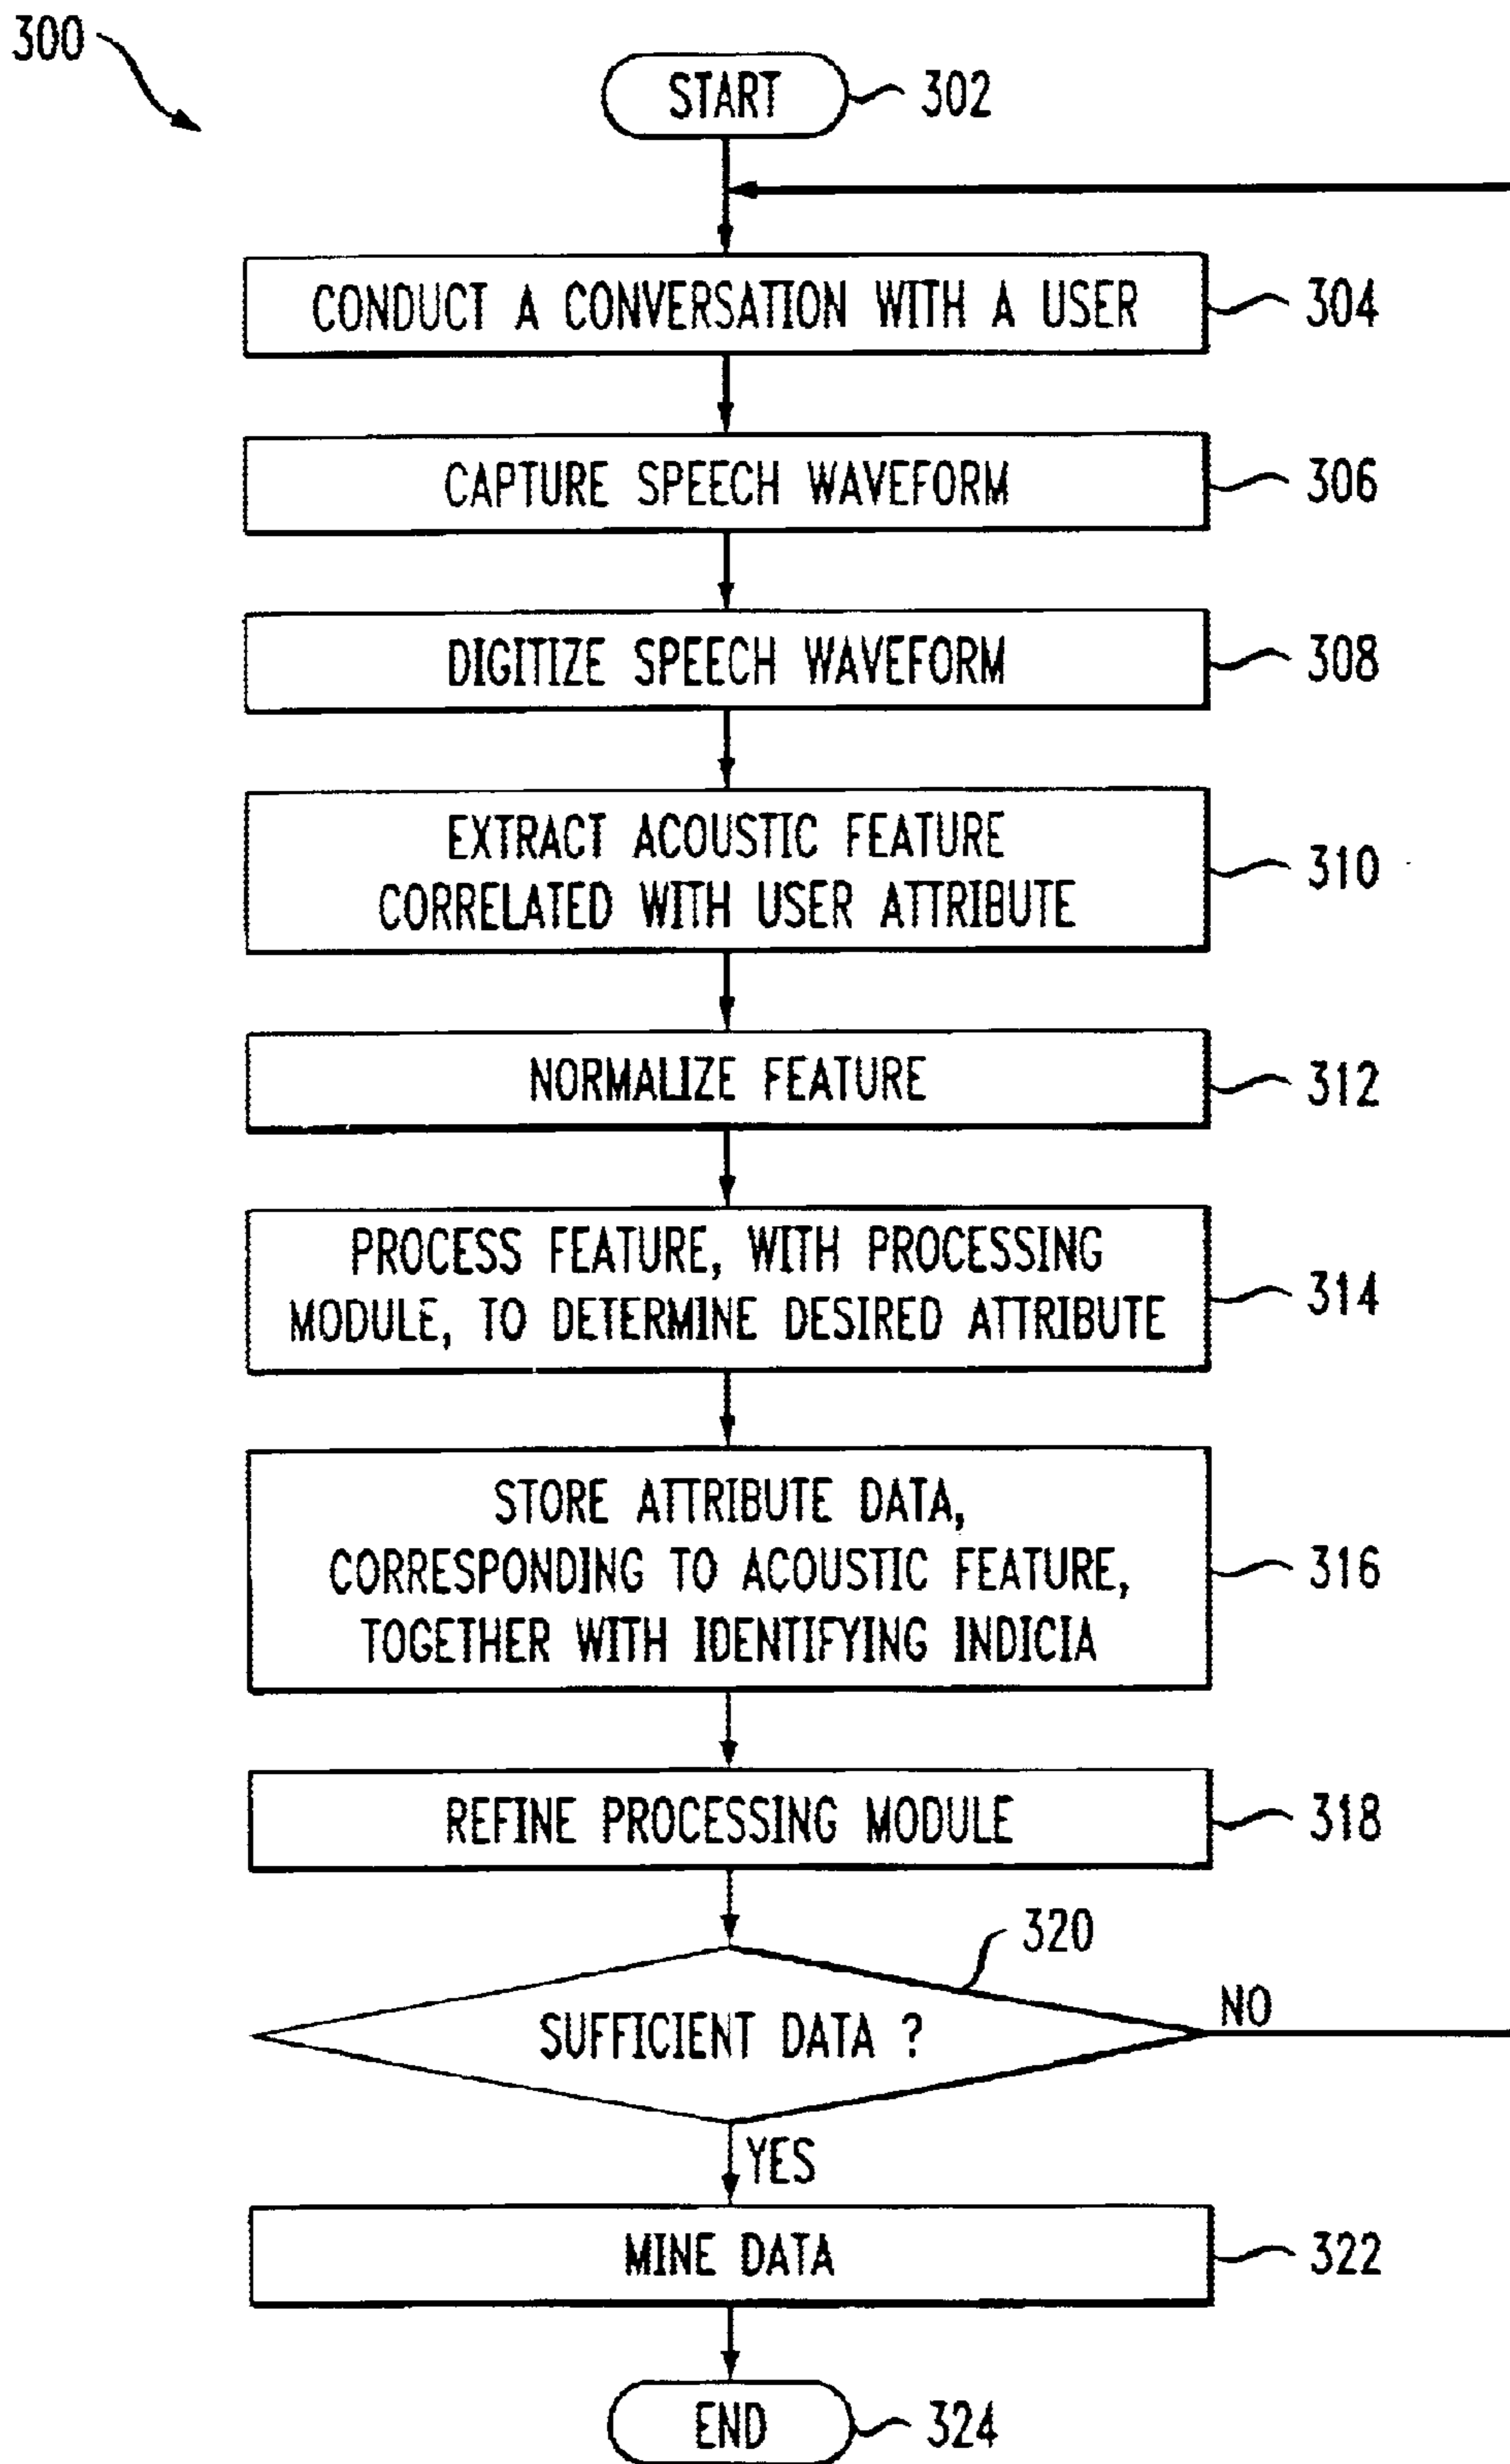 300
START
302
CONDUCT A CONVERSATION WITH A USER
304
CAPTURE SPEECH WAVEFORM
306
DIGITIZE SPEECH WAVEFORM
308
EXTRACT ACOUSTIC FEATURE
CORRELATED WITH USER ATTRIBUTE
310
NORMALIZE FEATURE
312
PROCESS FEATURE, WITH PROCESSING
MODULE, TO DETERMINE DESIRED ATTRIBUTE
314
STORE ATTRIBUTE DATA,
CORRESPONDING TO ACOUSTIC FEATURE,
TOGETHER WITH IDENTIFYING INDICIA
316
REFINE PROCESSING MODULE
318
320
SUFFICIENT DATA ?
NO
YES
MINE DATA
322
END
324